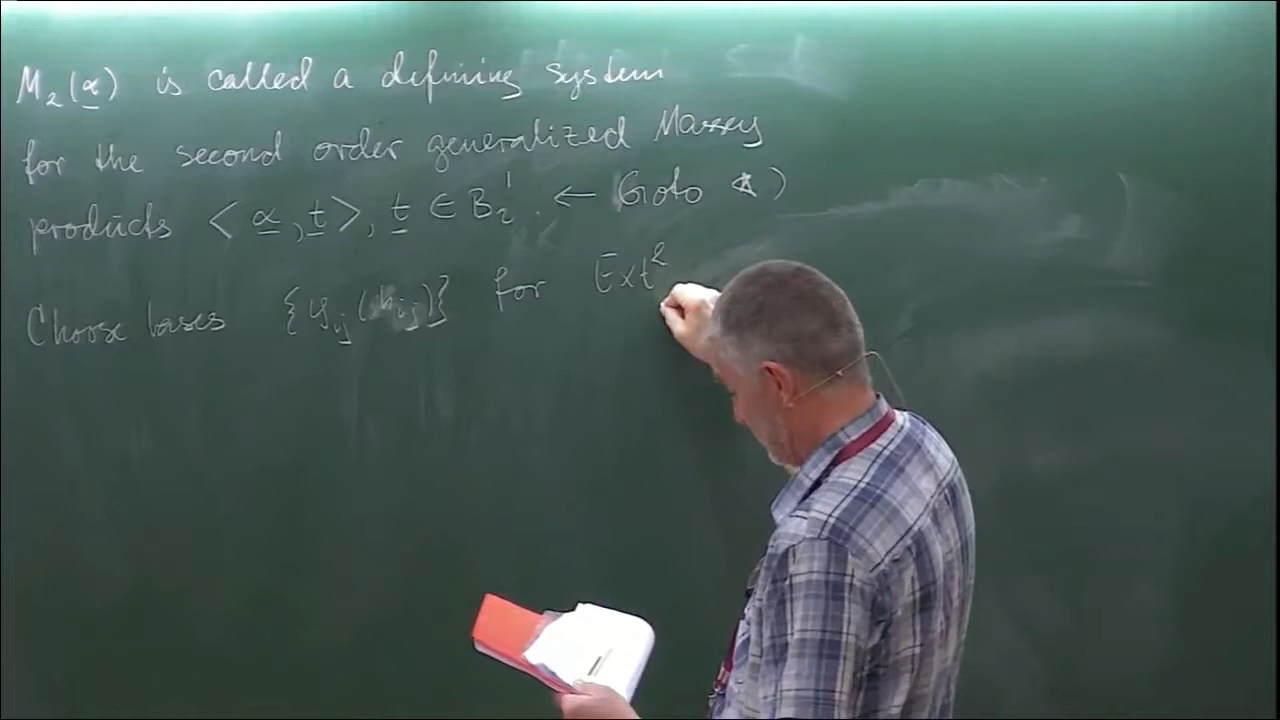 M₂(α) is called a defining system
for the second order generalized Massey
products < α, t >, t ∈ B₂¹. ← Goto *)
Choose bases {y_ij( _ij)} for Ext²